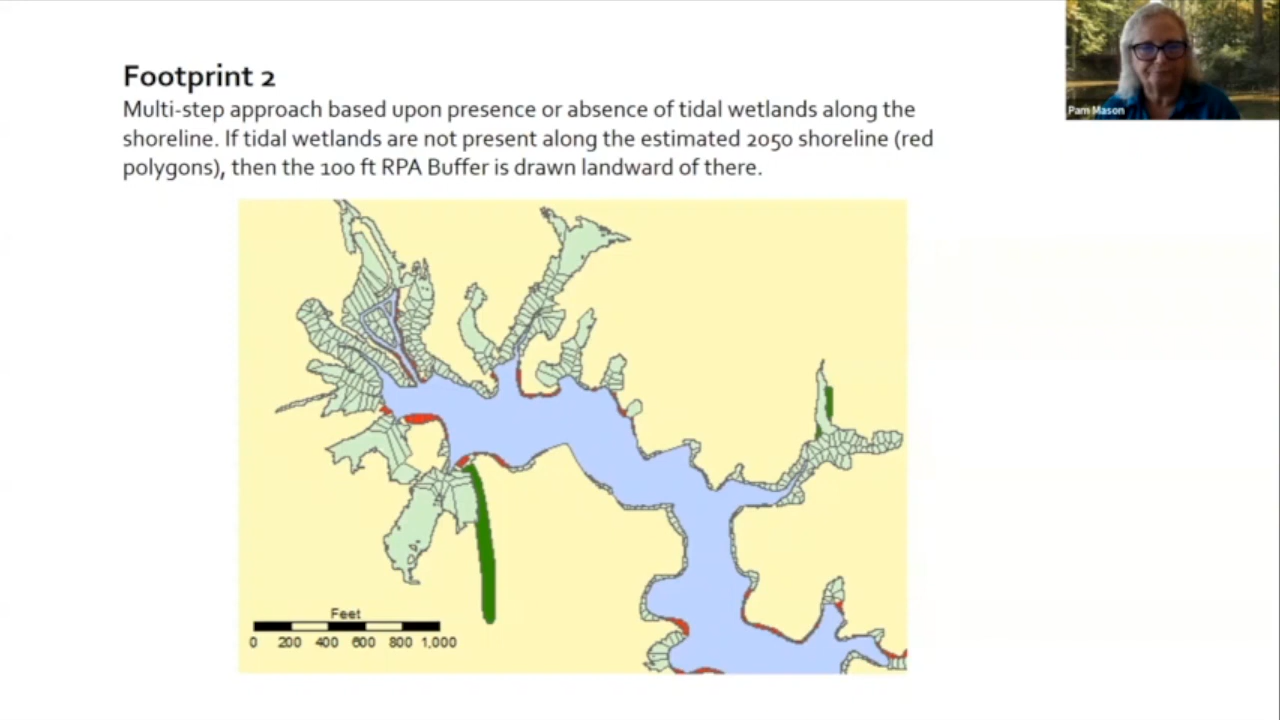 Footprint 2
Multi-step approach based upon presence or absence of tidal wetlands along the
shoreline. If tidal wetlands are not present along the estimated 2050 shoreline (red
polygons), then the 100 ft RPA Buffer is drawn landward of there.
Pam Mason
Feet
0 200 400 600 800 1,000